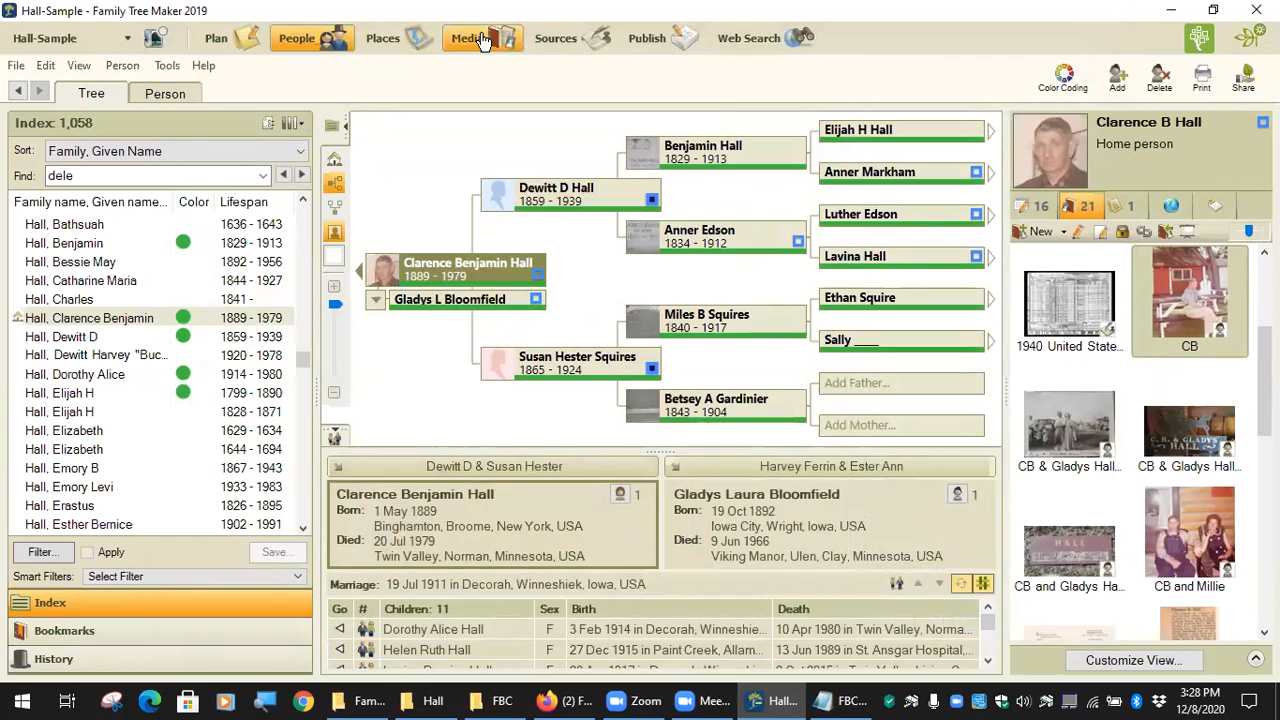 Hall-Sample - Family Tree Maker 2019
Hall-Sample Plan People Places Media Sources Publish Web Search
File Edit View Person Tools Help
Tree Person
Color Coding Add Delete Print Share
Index: 1,058
Sort: Family, Given Name
Find: dele
Family name, Given name... Color Lifespan
Hall, Bathsuah 1636 - 1643
Hall, Benjamin 1829 - 1913
Hall, Bessie May 1892 - 1956
Hall, Catharine Maria 1844 - 1927
Hall, Charles 1841 -
Hall, Clarence Benjamin 1889 - 1979
Hall, Dewitt D 1859 - 1939
Hall, Dewitt Harvey "Buc... 1920 - 1978
Hall, Dorothy Alice 1914 - 1980
Hall, Elijah H 1799 - 1890
Hall, Elijah H 1828 - 1871
Hall, Elizabeth 1629 - 1634
Hall, Elizabeth 1644 - 1694
Hall, Emory B 1867 - 1943
Hall, Emory Levi 1933 - 1983
Hall, Erastus 1826 - 1905
Hall, Esther Bernice 1902 - 1991
Filter... Apply Save...
Smart Filters: Select Filter
Index
Bookmarks
History
Clarence Benjamin Hall
1889 - 1979
Gladys L Bloomfield
Dewitt D Hall
1859 - 1939
Susan Hester Squires
1865 - 1924
Benjamin Hall
1829 - 1913
Anner Edson
1834 - 1912
Miles B Squires
1840 - 1917
Betsey A Gardinier
1843 - 1904
Elijah H Hall
Anner Markham
Luther Edson
Lavina Hall
Ethan Squire
Sally ____
Add Father...
Add Mother...
Dewitt D & Susan Hester
Harvey Ferrin & Ester Ann
Clarence Benjamin Hall 1
Born: 1 May 1889
Binghamton, Broome, New York, USA
Died: 20 Jul 1979
Twin Valley, Norman, Minnesota, USA
Gladys Laura Bloomfield 1
Born: 19 Oct 1892
Iowa City, Wright, Iowa, USA
Died: 9 Jun 1966
Viking Manor, Ulen, Clay, Minnesota, USA
Marriage: 19 Jul 1911 in Decorah, Winneshiek, Iowa, USA
Go # Children: 11 Sex Birth Death
Dorothy Alice Hall F 3 Feb 1914 in Decorah, Winneshie... 10 Apr 1980 in Twin Valley, Norma...
Helen Ruth Hall F 27 Dec 1915 in Paint Creek, Allam... 13 Jun 1989 in St. Ansgar Hospital,...
Clarence B Hall
Home person
16 21 1
New
1940 United State...
CB
CB & Gladys Hall...
CB & Gladys Hall...
HALL
CB and Gladys Ha...
CB and Millie
Customize View...
Fam... Hall FBC (F... Zoom Mee... Hall... FBC...
3:28 PM
12/8/2020